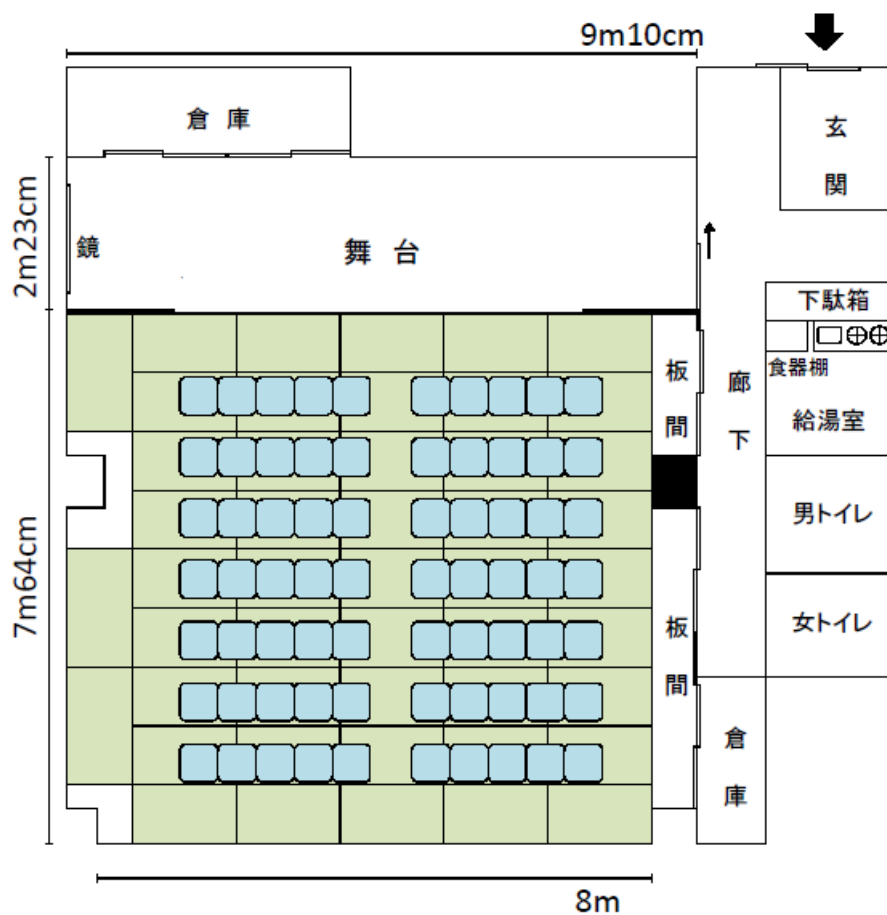 9m10cm
倉庫
玄関
2m23cm
鏡
舞台
下駄箱
食器棚
板間
廊下
給湯室
男トイレ
7m64cm
板間
女トイレ
倉庫
8m